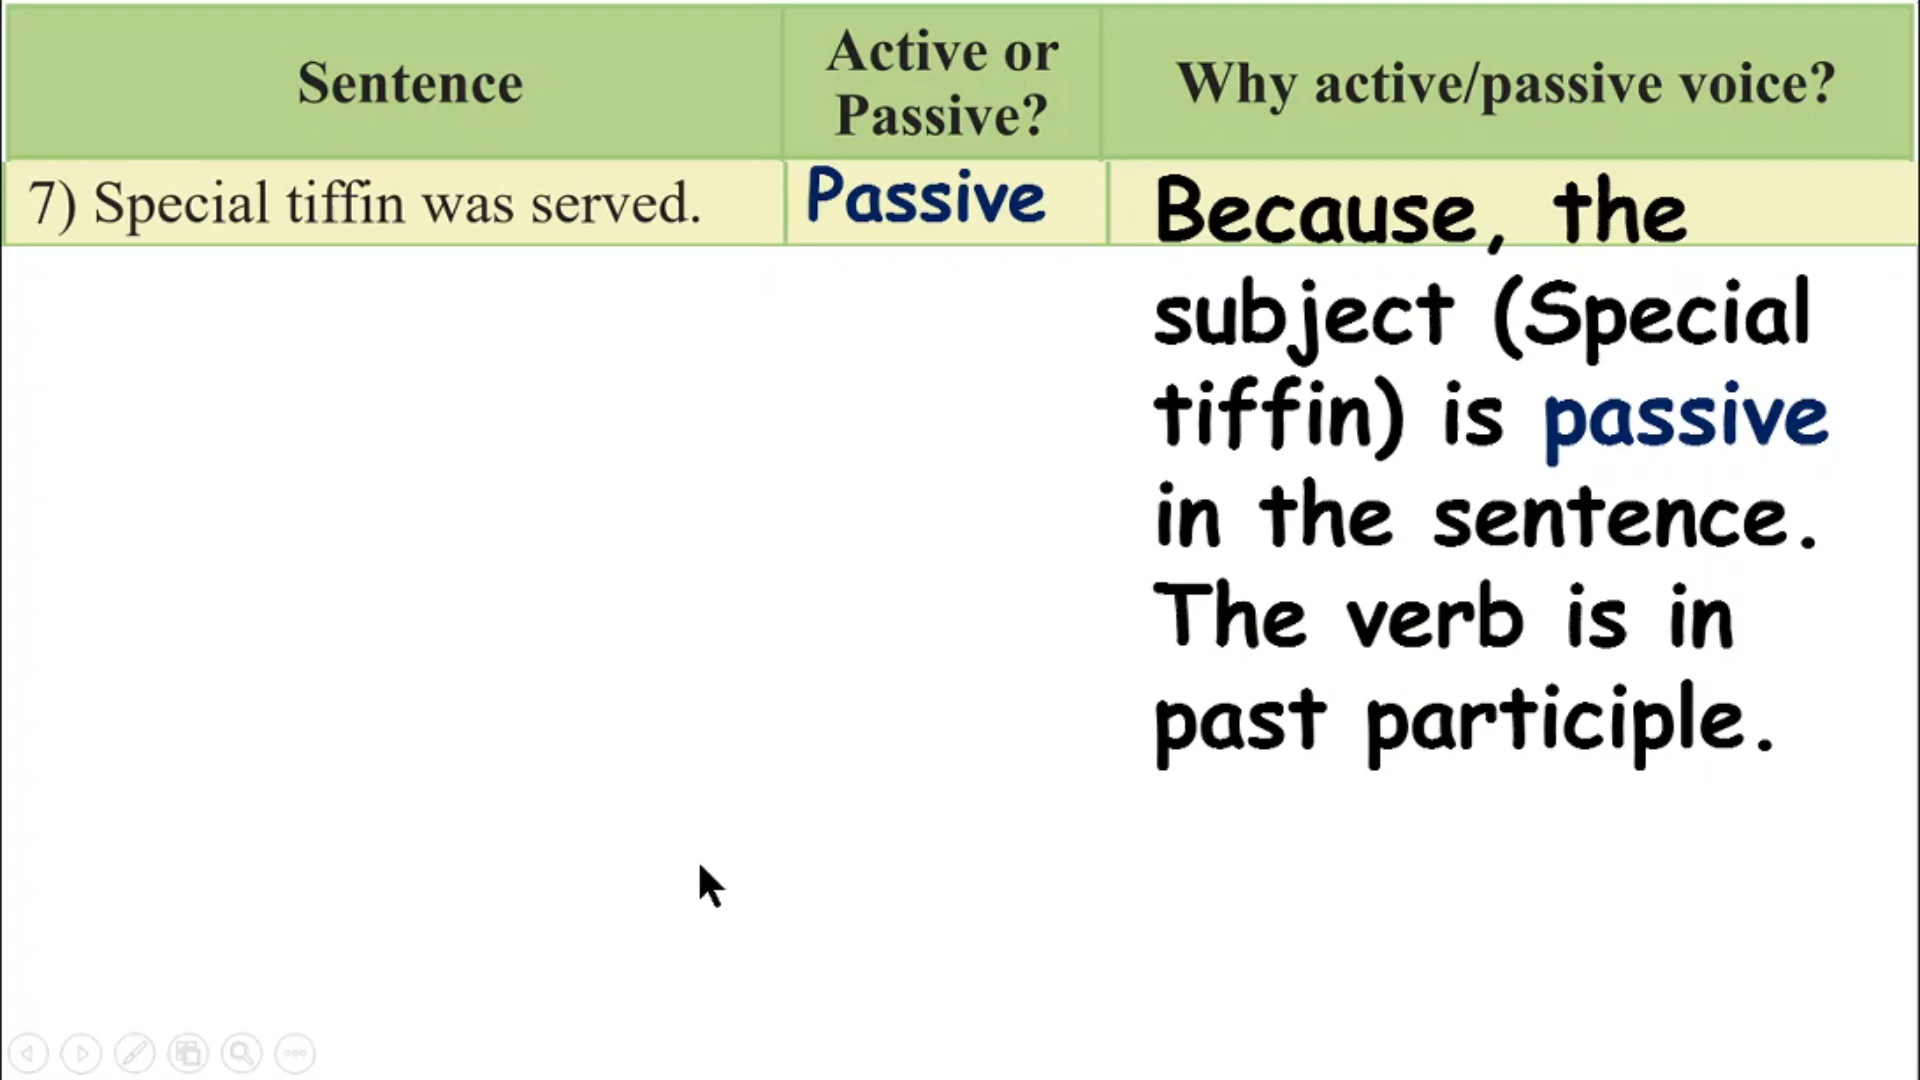 Sentence
Active or
Passive?
Why active/passive voice?
7) Special tiffin was served.
Passive
Because, the
subject (Special
tiffin) is passive
in the sentence.
The verb is in
past participle.